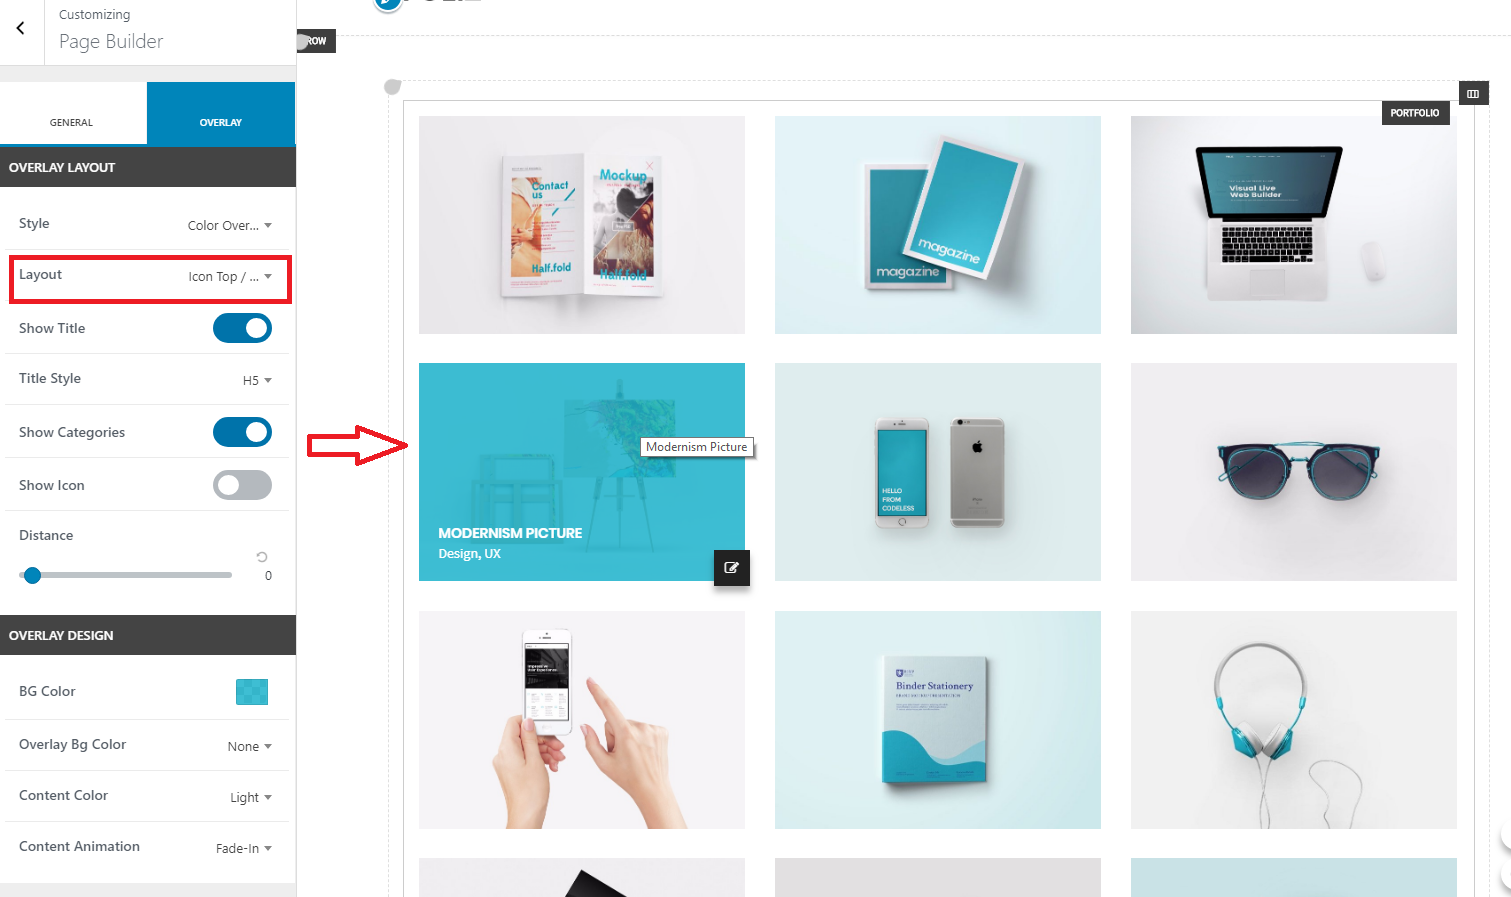 Customizing
Page Builder
GENERAL
OVERLAY
OVERLAY LAYOUT
Style
Color Over...
Layout
Icon Top / ...
Show Title
Title Style
H5
Show Categories
Show Icon
Distance
0
OVERLAY DESIGN
BG Color
Overlay Bg Color
None
Content Color
Light
Content Animation
Fade-In
ROW
PORTFOLIO
Contact
us
Mockup
Half.fold
Half.fold
magazine
magazine
Visual Live
Web Builder
Modernism Picture
MODERNISM PICTURE
Design, UX
HELLO
FROM
CODELESS
Binder Stationery